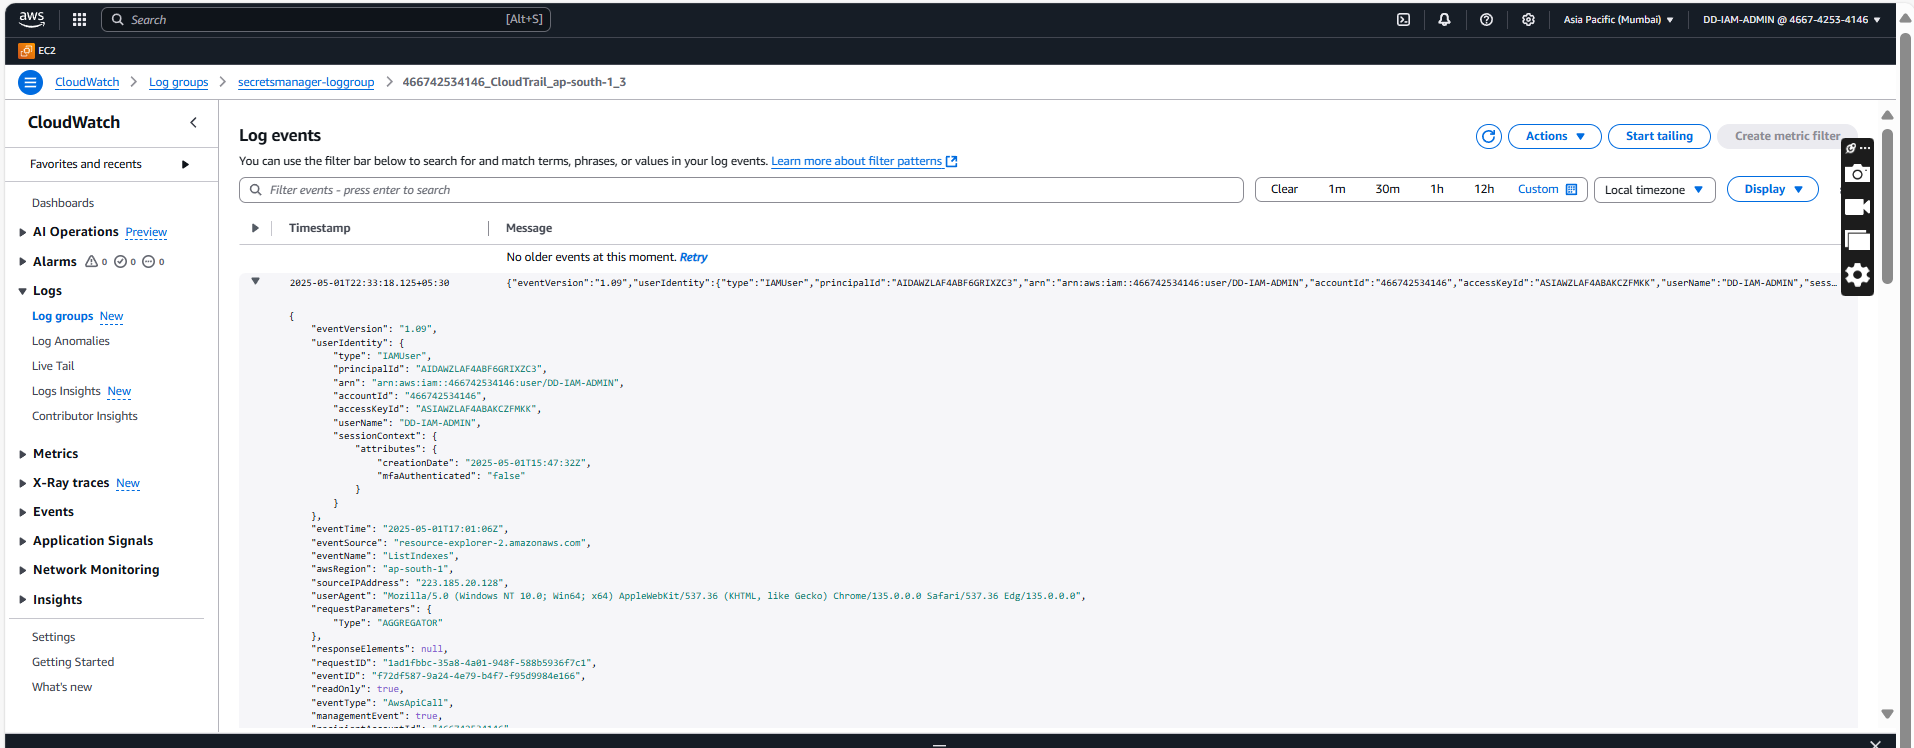 aws
Search [Alt+S]
Asia Pacific (Mumbai)
DD-IAM-ADMIN @ 4667-4253-4146
EC2
CloudWatch > Log groups > secretsmanager-loggroup > 466742534146_CloudTrail_ap-south-1_3
CloudWatch
Favorites and recents
Dashboards
AI Operations Preview
Alarms 0 0 0
Logs
Log groups New
Log Anomalies
Live Tail
Logs Insights New
Contributor Insights
Metrics
X-Ray traces New
Events
Application Signals
Network Monitoring
Insights
Settings
Getting Started
What's new
Log events
Actions
Start tailing
Create metric filter
You can use the filter bar below to search for and match terms, phrases, or values in your log events. Learn more about filter patterns
Filter events - press enter to search
Clear 1m 30m 1h 12h Custom
Local timezone
Display
Timestamp Message
No older events at this moment. Retry
2025-05-01T22:33:18.125+05:30 {"eventVersion":"1.09","userIdentity":{"type":"IAMUser","principalId":"AIDAWZLAF4ABF6GRIXZC3","arn":"arn:aws:iam::466742534146:user/DD-IAM-ADMIN","accountId":"466742534146","accessKeyId":"ASIAWZLAF4ABAKCZFMKK","userName":"DD-IAM-ADMIN","sess…
{
"eventVersion": "1.09",
"userIdentity": {
"type": "IAMUser",
"principalId": "AIDAWZLAF4ABF6GRIXZC3",
"arn": "arn:aws:iam::466742534146:user/DD-IAM-ADMIN",
"accountId": "466742534146",
"accessKeyId": "ASIAWZLAF4ABAKCZFMKK",
"userName": "DD-IAM-ADMIN",
"sessionContext": {
"attributes": {
"creationDate": "2025-05-01T15:47:32Z",
"mfaAuthenticated": "false"
}
}
},
"eventTime": "2025-05-01T17:01:06Z",
"eventSource": "resource-explorer-2.amazonaws.com",
"eventName": "ListIndexes",
"awsRegion": "ap-south-1",
"sourceIPAddress": "223.185.20.128",
"userAgent": "Mozilla/5.0 (Windows NT 10.0; Win64; x64) AppleWebKit/537.36 (KHTML, like Gecko) Chrome/135.0.0.0 Safari/537.36 Edg/135.0.0.0",
"requestParameters": {
"Type": "AGGREGATOR"
},
"responseElements": null,
"requestID": "1ad1fbbc-35a8-4a01-948f-588b5936f7c1",
"eventID": "f72df587-9a24-4e79-b4f7-f95d9984e166",
"readOnly": true,
"eventType": "AwsApiCall",
"managementEvent": true,